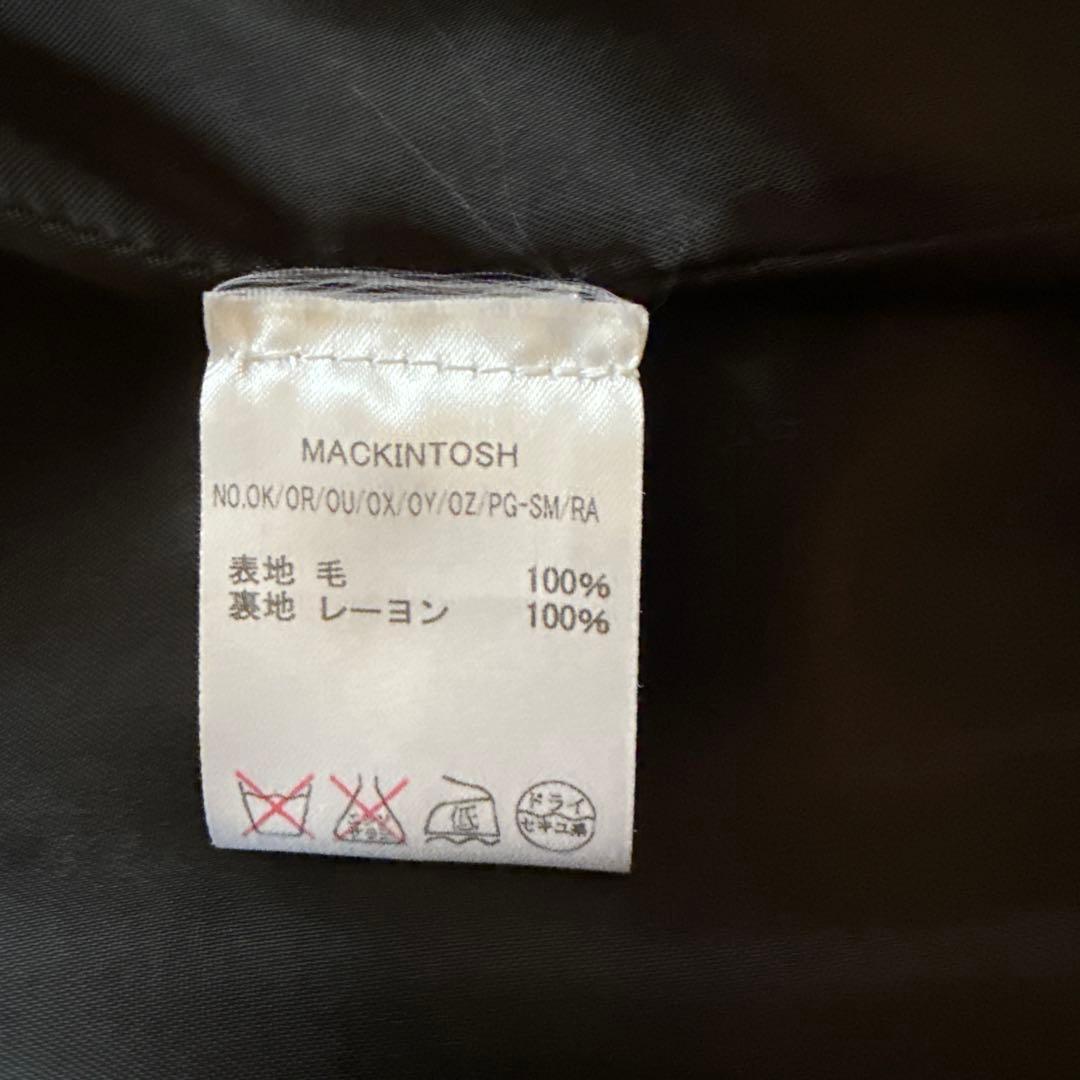 MACKINTOSH
NO.OK/OR/OU/OX/OY/OZ/PG-SM/RA
表地 毛 100%
裏地 レーヨン 100%
低
ドライ
セキユ系